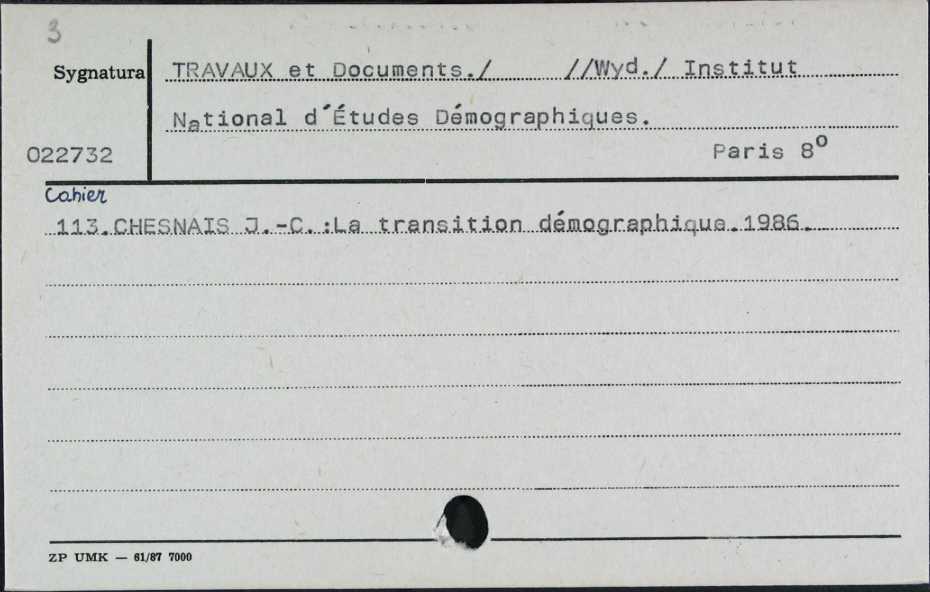 3
Sygnatura
TRAVAUX et Documents./ //Wyd./ Institut
National d'Études Démographiques.
022732
Paris 8º
Cahier
113.CHESNAIS J.-C.:La transition démographique.1986.
ZP UMK — 61/87 7000